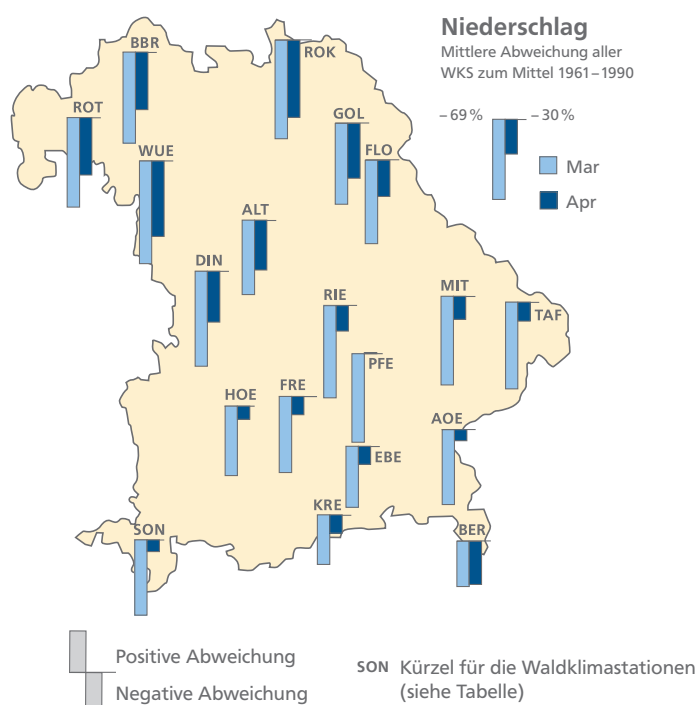 Niederschlag
Mittlere Abweichung aller
WKS zum Mittel 1961–1990
–69 % –30 %
Mar
Apr
BBR
ROK
ROT
GOL
WUE
FLO
ALT
DIN
MIT
RIE
TAF
PFE
HOE
FRE
AOE
EBE
KRE
SON
BER
Positive Abweichung
Negative Abweichung
SON Kürzel für die Waldklimastationen
(siehe Tabelle)